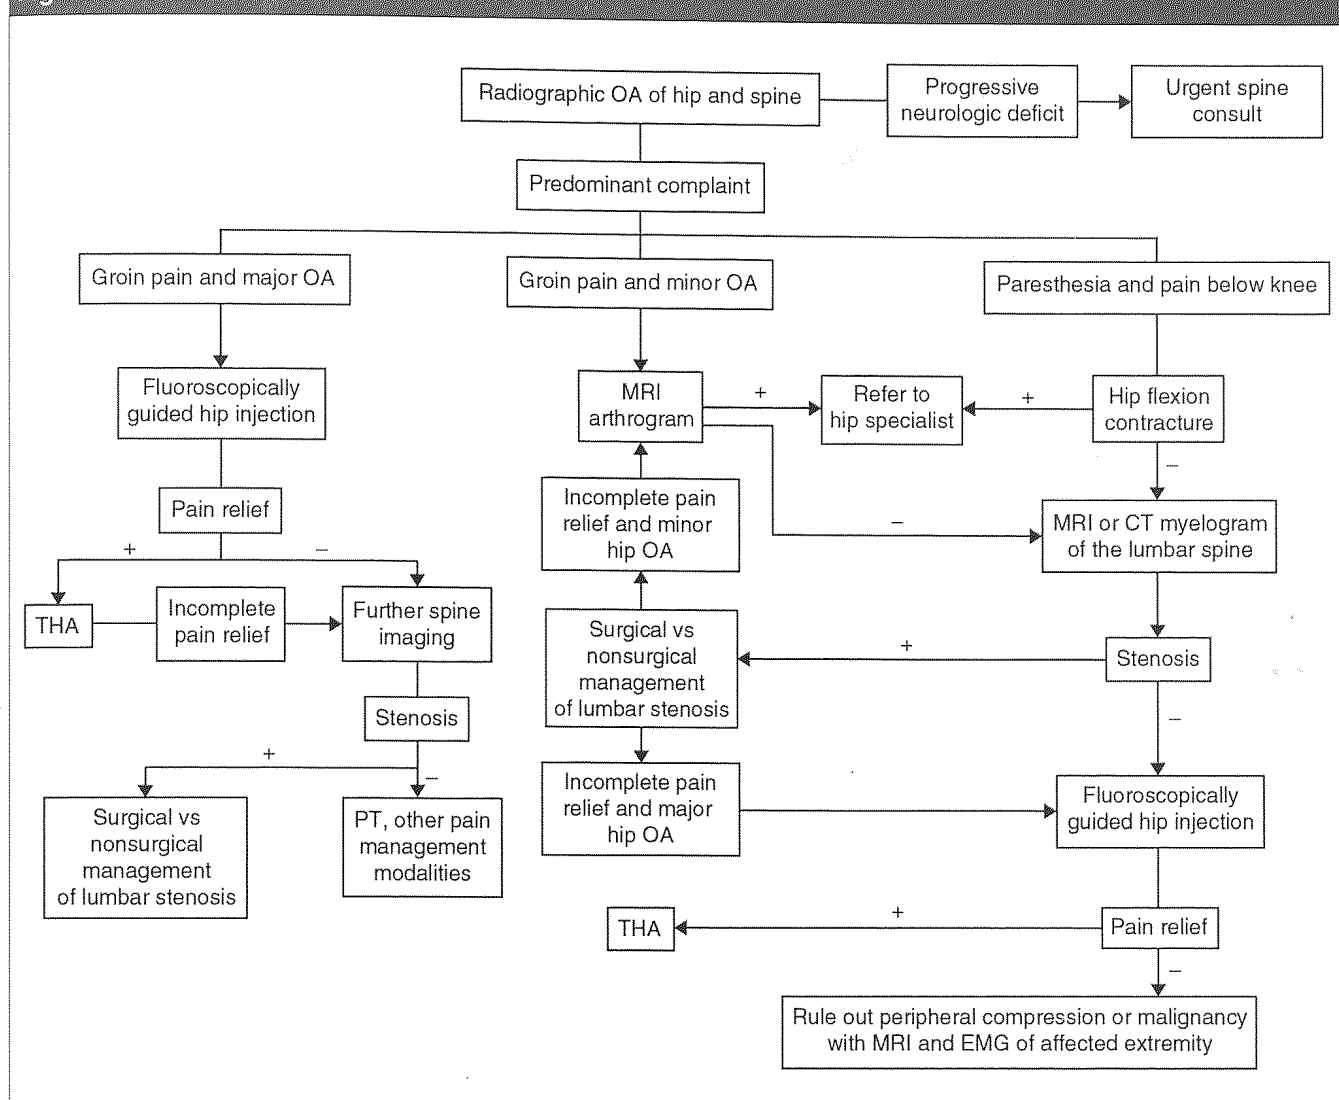 Radiographic OA of hip and spine
Progressive
neurologic deficit
Urgent spine
consult
Predominant complaint
Groin pain and major OA
Groin pain and minor OA
Paresthesia and pain below knee
Fluoroscopically
guided hip injection
MRI
arthrogram
+
Refer to
hip specialist
+
Hip flexion
contracture
–
Pain relief
+
–
Incomplete pain
relief and minor
hip OA
–
MRI or CT myelogram
of the lumbar spine
THA
Incomplete
pain relief
Further spine
imaging
Surgical vs
nonsurgical
management
of lumbar stenosis
+
Stenosis
–
Stenosis
+
–
Surgical vs
nonsurgical
management
of lumbar stenosis
PT, other pain
management
modalities
Incomplete pain
relief and major
hip OA
Fluoroscopically
guided hip injection
THA
+
Pain relief
–
Rule out peripheral compression or malignancy
with MRI and EMG of affected extremity